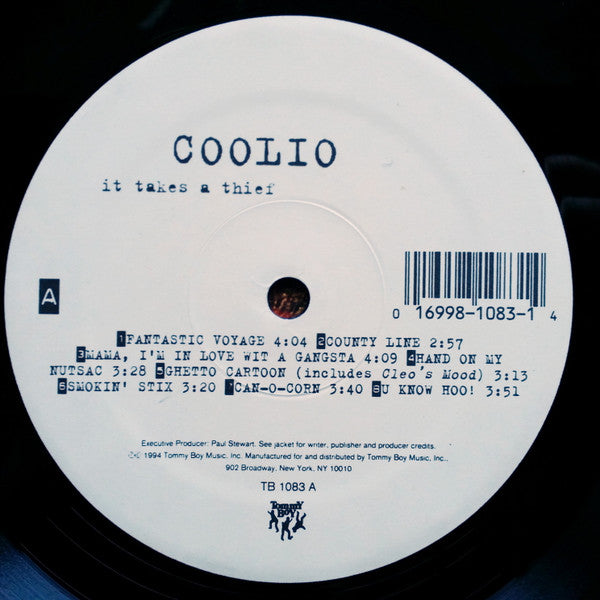 COOLIO
it takes a thief
A
0 16998-1083-1 4
1FANTASTIC VOYAGE 4:04 2COUNTY LINE 2:57
3MAMA, I'M IN LOVE WIT A GANGSTA 4:09 4HAND ON MY
NUTSAC 3:28 5GHETTO CARTOON (includes Cleo's Mood) 3:13
6SMOKIN' STIX 3:20 7CAN-O-CORN 3:40 8U KNOW HOO! 3:51
Executive Producer: Paul Stewart. See jacket for writer, publisher and producer credits.
1994 Tommy Boy Music, Inc. Manufactured for and distributed by Tommy Boy Music, Inc.,
902 Broadway, New York, NY 10010
TB 1083 A
Tommy
Boy